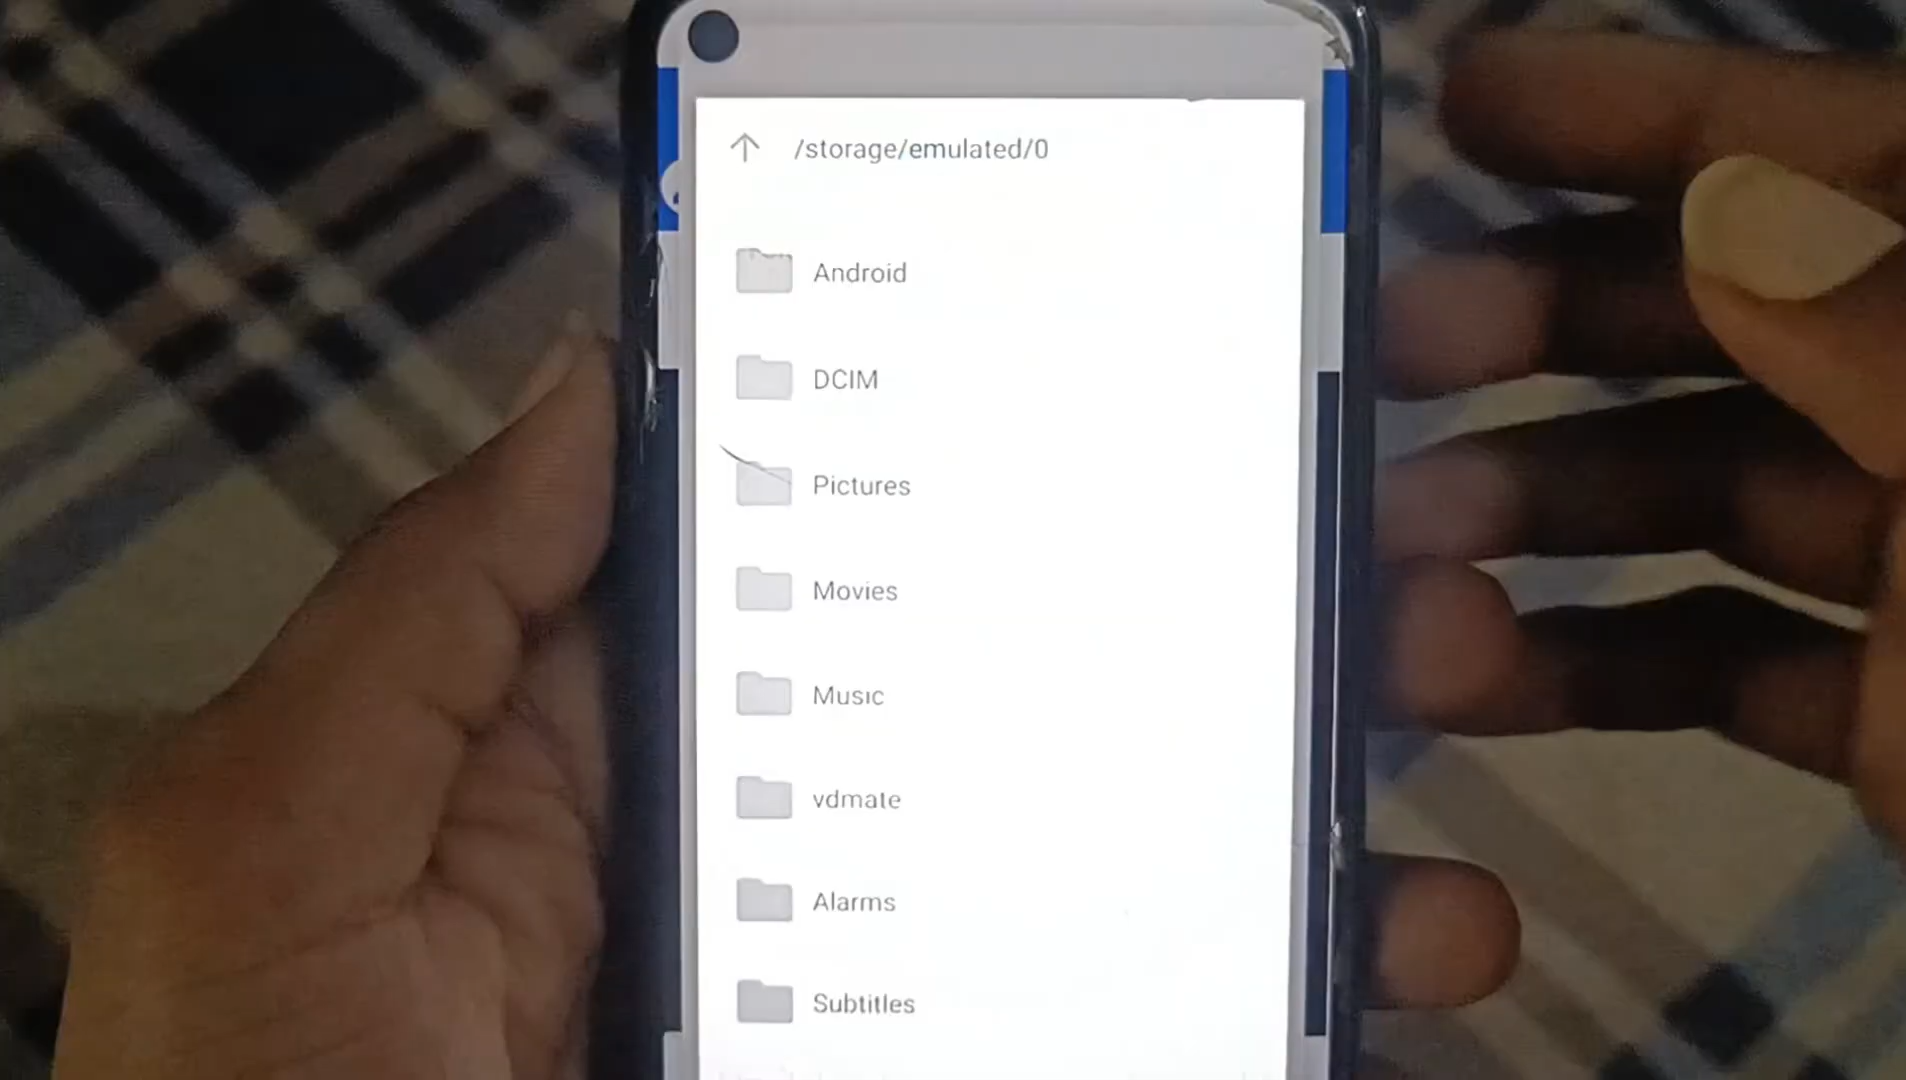 /storage/emulated/0
Android
DCIM
Pictures
Movies
Music
vdmate
Alarms
Subtitles